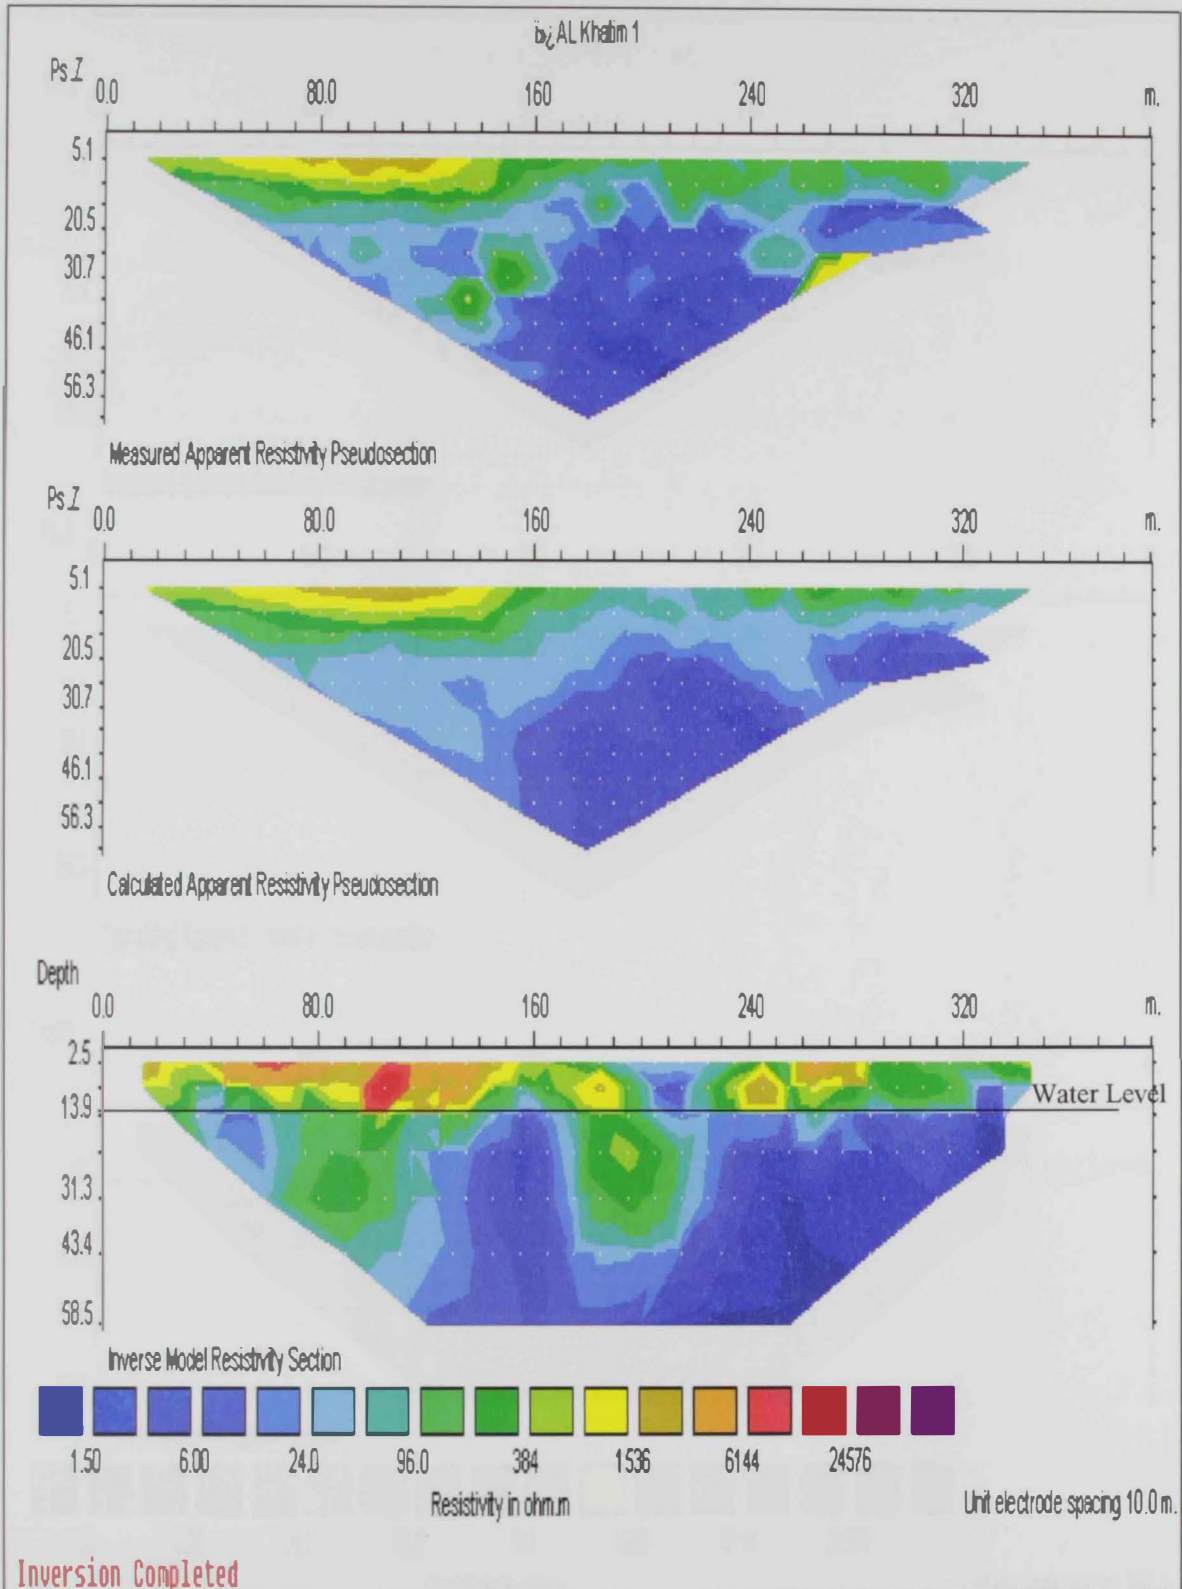 ï»¿ AL Khatim 1
Ps.Z
0.0 80.0 160 240 320 m.
5.1
20.5
30.7
46.1
56.3
Measured Apparent Resistivity Pseudosection
Ps.Z
0.0 80.0 160 240 320 m.
5.1
20.5
30.7
46.1
56.3
Calculated Apparent Resistivity Pseudosection
Depth
0.0 80.0 160 240 320 m.
2.5
Water Level
13.9
31.3
43.4
58.5
Inverse Model Resistivity Section
1.50 6.00 24.0 96.0 384 1536 6144 24576
Resistivity in ohm.m
Unit electrode spacing 10.0 m.
Inversion Completed